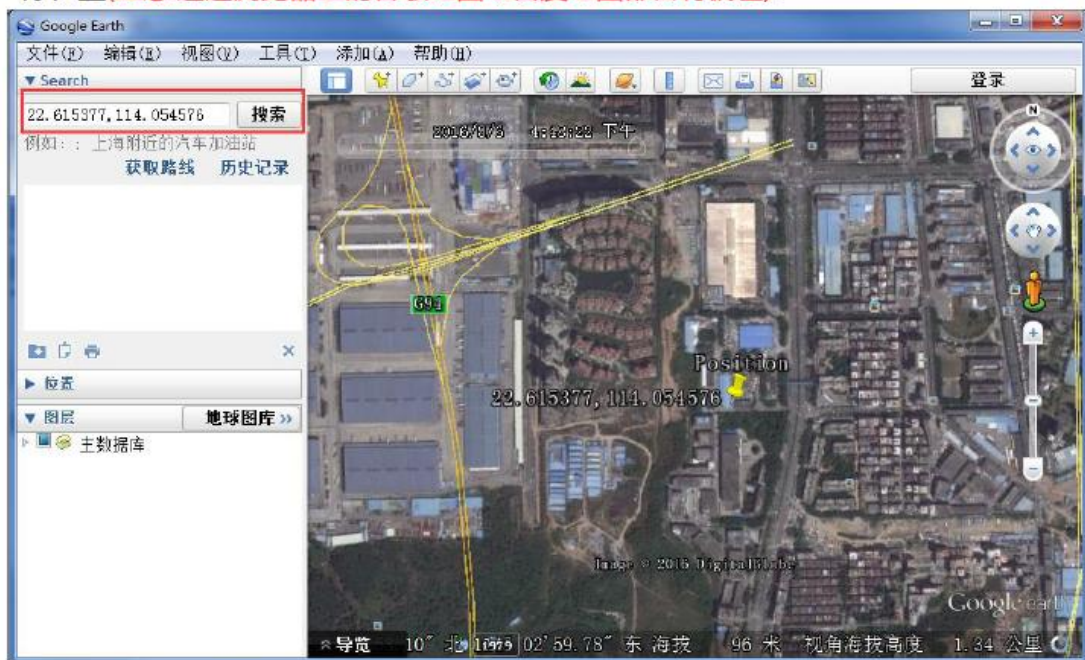 Google Earth
文件(F) 编辑(E) 视图(V) 工具(T) 添加(A) 帮助(H)
Search
登录
22.615377,114.054576 搜索
例如：: 上海附近的汽车加油站
获取路线 历史记录
N
G94
Position
22.615377,114.054576
位置
图层 地球图库 >>
主数据库
Image © 2016 DigitalGlobe
Google earth
导览 10" 北 02'59.78" 东 海拔 96 米 视角海拔高度 1.34 公里